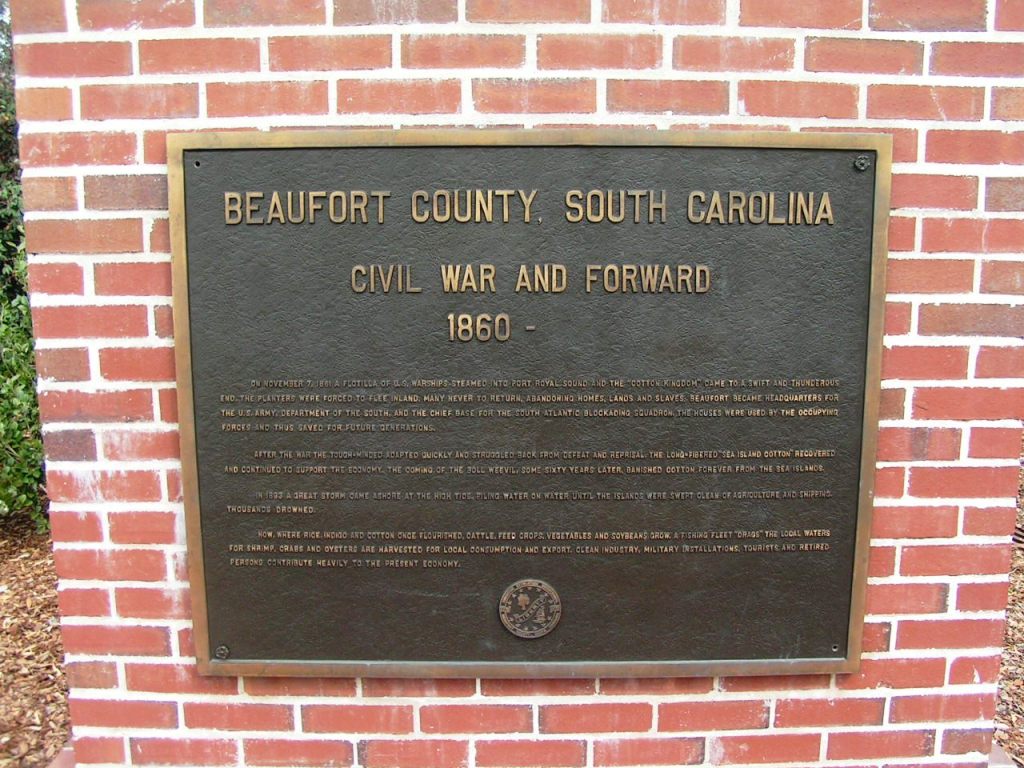 BEAUFORT COUNTY, SOUTH CAROLINA
CIVIL WAR AND FORWARD
1860 -
ON NOVEMBER 7, 1861 A FLOTILLA OF U.S. WARSHIPS STEAMED INTO PORT ROYAL SOUND AND THE "COTTON KINGDOM" CAME TO A SWIFT AND THUNDEROUS
END. THE PLANTERS WERE FORCED TO FLEE INLAND; MANY NEVER TO RETURN, ABANDONING HOMES, LANDS AND SLAVES. BEAUFORT BECAME HEADQUARTERS FOR
THE U.S. ARMY, DEPARTMENT OF THE SOUTH, AND THE CHIEF BASE FOR THE SOUTH ATLANTIC BLOCKADING SQUADRON. THE HOUSES WERE USED BY THE OCCUPYING
FORCES AND THUS SAVED FOR FUTURE GENERATIONS.
AFTER THE WAR THE TOUGH-MINDED ADAPTED QUICKLY AND STRUGGLED BACK FROM DEFEAT AND REPRISAL. THE LONG-FIBERED "SEA ISLAND COTTON" RECOVERED
AND CONTINUED TO SUPPORT THE ECONOMY. THE COMING OF THE BOLL WEEVIL, SOME SIXTY YEARS LATER, BANISHED COTTON FOREVER FROM THE SEA ISLANDS.
IN 1893 A GREAT STORM CAME ASHORE AT THE HIGH TIDE, PILING WATER ON WATER UNTIL THE ISLANDS WERE SWEPT CLEAN OF AGRICULTURE AND SHIPPING.
THOUSANDS DROWNED.
NOW, WHERE RICE, INDIGO AND COTTON ONCE FLOURISHED, CATTLE, FEED CROPS, VEGETABLES AND SOYBEANS GROW. A FISHING FLEET "DRAGS" THE LOCAL WATERS
FOR SHRIMP. CRABS AND OYSTERS ARE HARVESTED FOR LOCAL CONSUMPTION AND EXPORT. CLEAN INDUSTRY, MILITARY INSTALLATIONS, TOURISTS AND RETIRED
PERSONS CONTRIBUTE HEAVILY TO THE PRESENT ECONOMY.